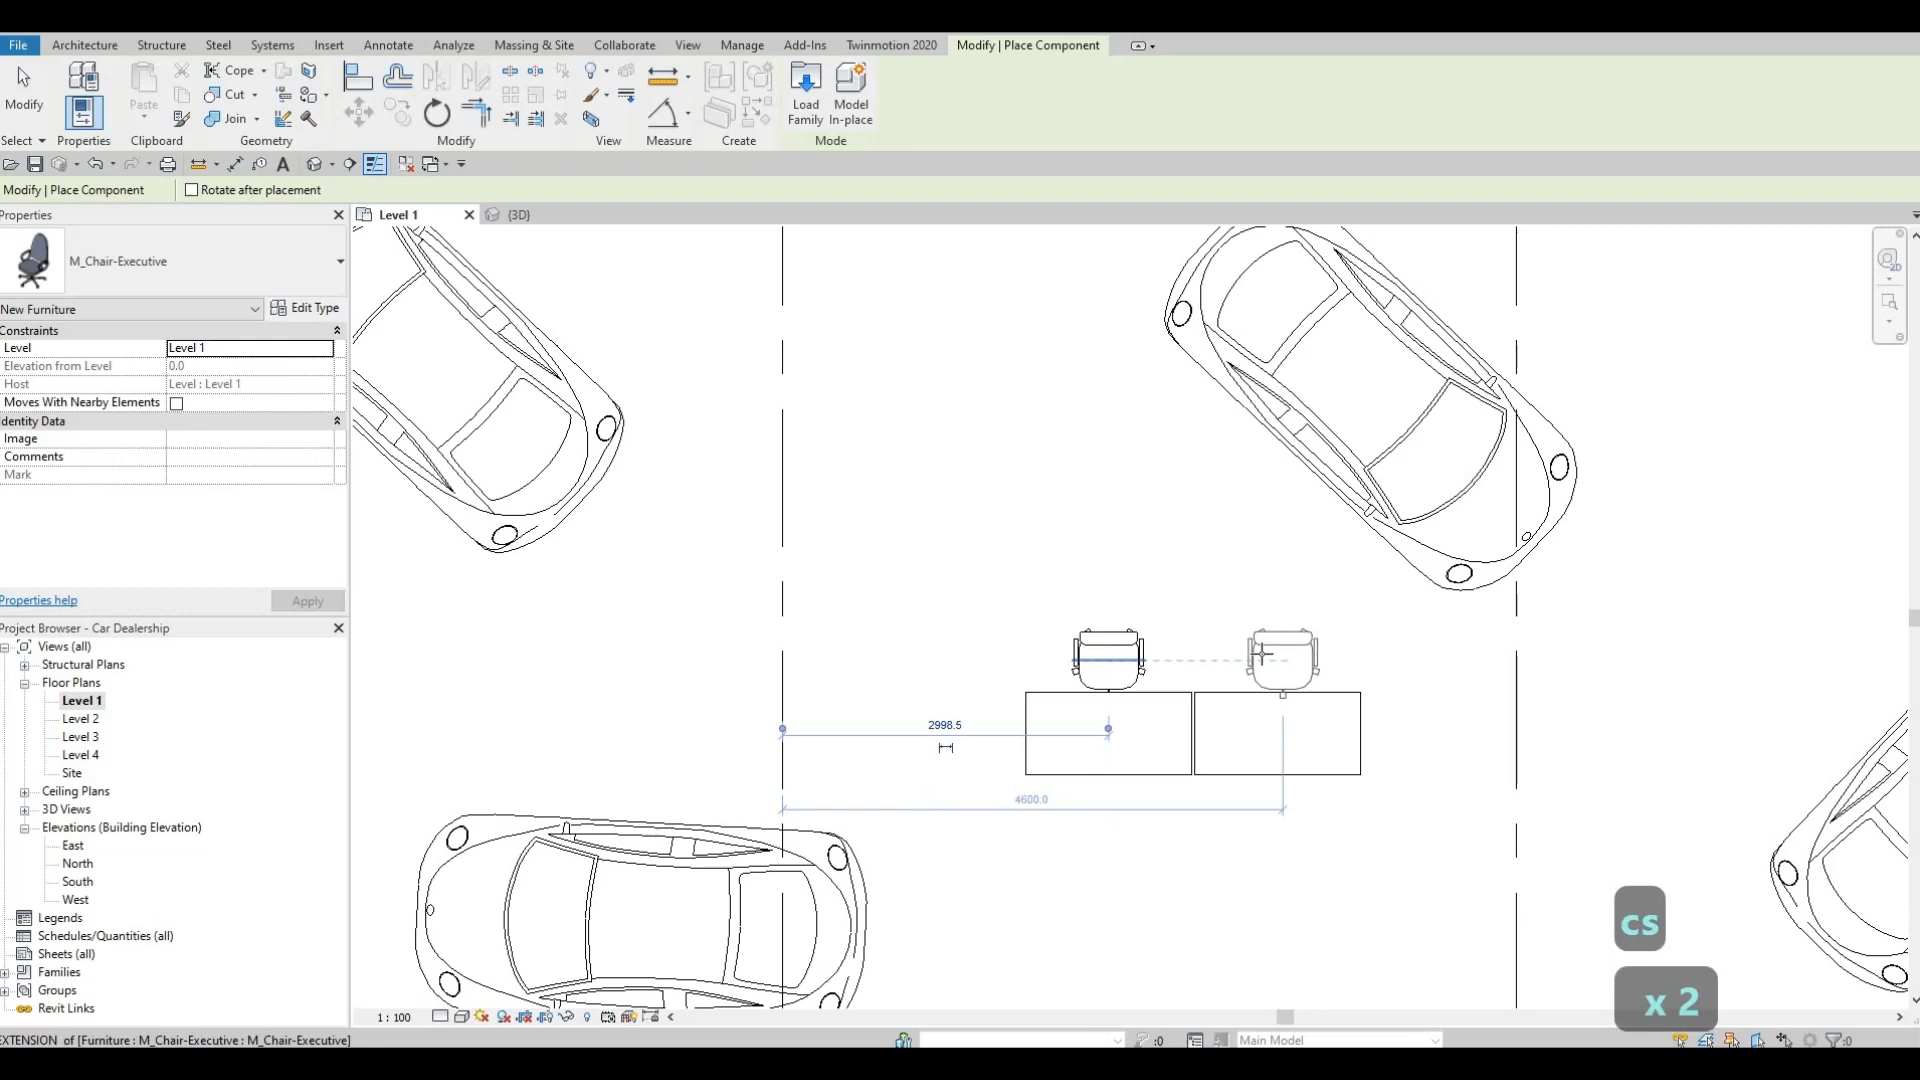 File Architecture Structure Steel Systems Insert Annotate Analyze Massing & Site Collaborate View Manage Add-Ins Twinmotion 2020 Modify | Place Component
Modify Paste Cope Cut Join Load Family Model In-place
Select Properties Clipboard Geometry Modify View Measure Create Mode
Modify | Place Component Rotate after placement
Properties
Level 1 {3D}
2D
M_Chair-Executive
New Furniture Edit Type
Constraints
Level Level 1
Elevation from Level 0.0
Host Level : Level 1
Moves With Nearby Elements
dentity Data
Image
Comments
Mark
Properties help Apply
Project Browser - Car Dealership
Views (all)
Structural Plans
Floor Plans
Level 1
Level 2
Level 3
Level 4
Site
Ceiling Plans
3D Views
Elevations (Building Elevation)
East
North
South
West
Legends
Schedules/Quantities (all)
Sheets (all)
Families
Groups
Revit Links
2998.5
4600.0
cs
x 2
1 : 100
EXTENSION of [Furniture : M_Chair-Executive : M_Chair-Executive] :0 Main Model :0